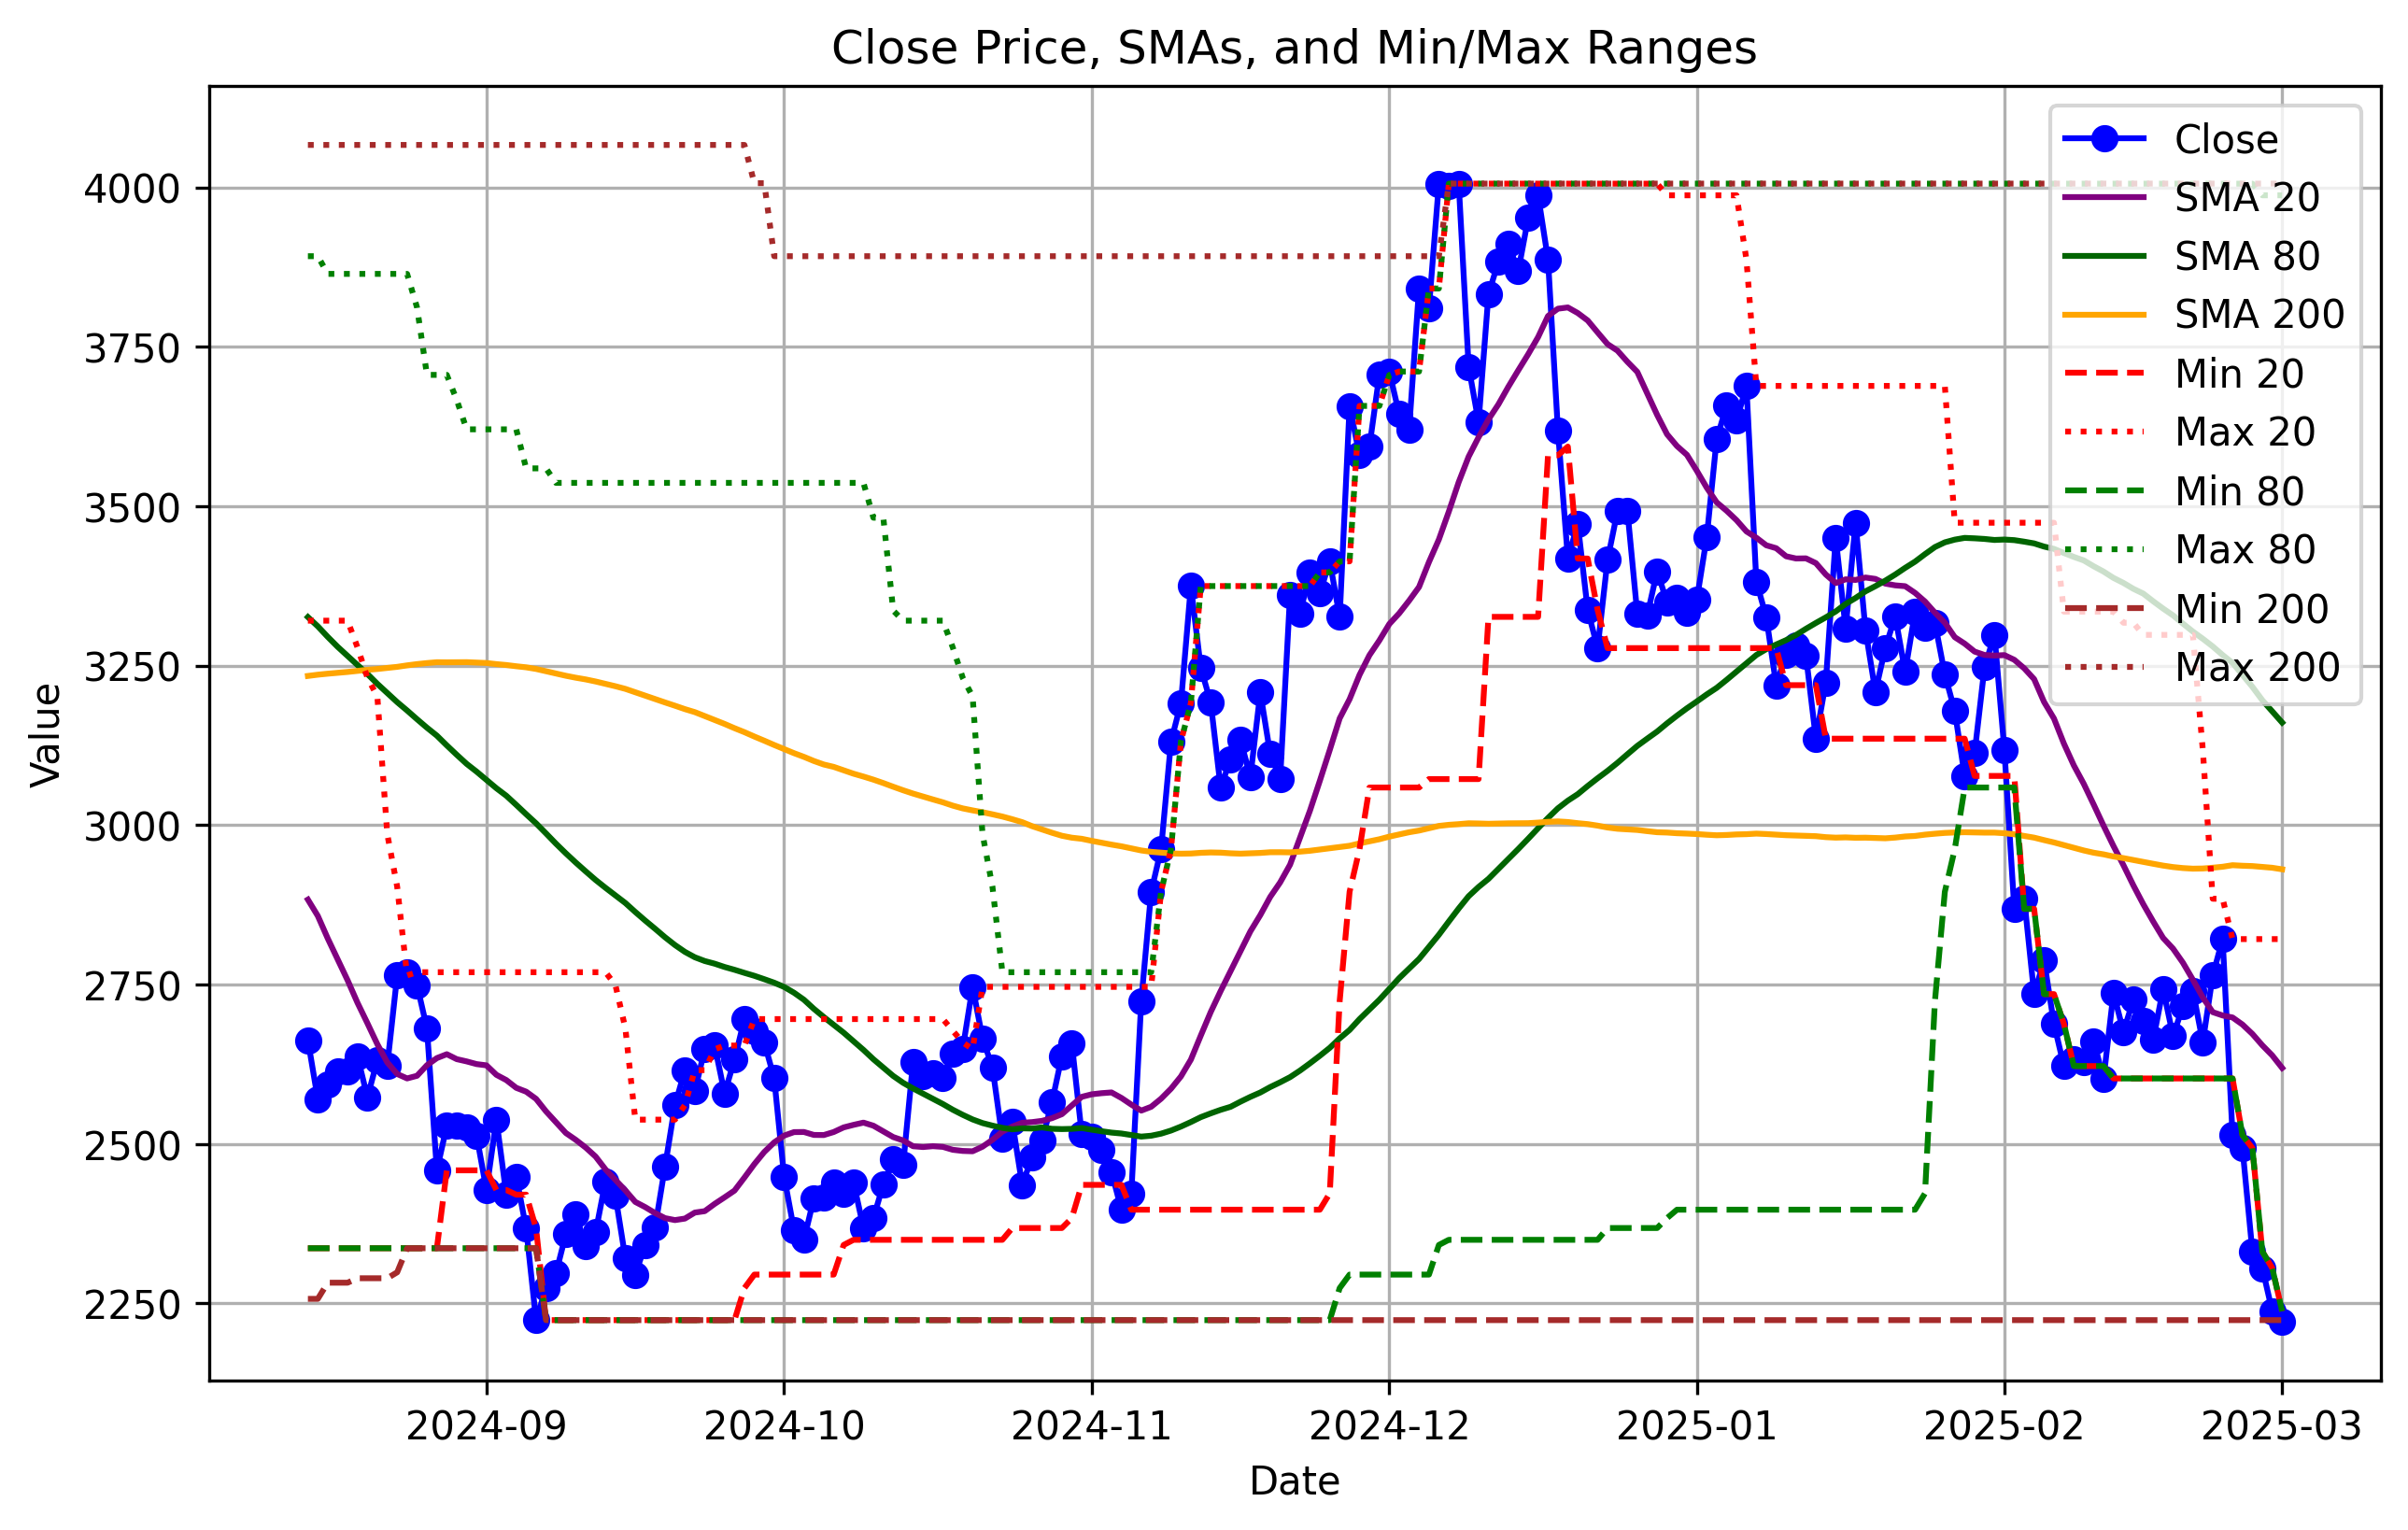 Close Price, SMAs, and Min/Max Ranges
Value
4000
3750
3500
3250
3000
2750
2500
2250
Close
SMA 20
SMA 80
SMA 200
Min 20
Max 20
Min 80
Max 80
Min 200
Max 200
2024-09
2024-10
2024-11
2024-12
2025-01
2025-02
2025-03
Date